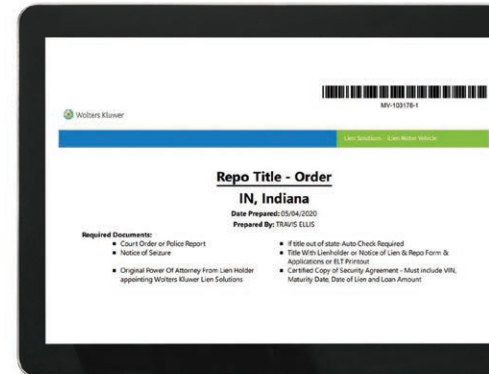 MV-103178-1
Wolters Kluwer
Lien Solutions - iLien Motor Vehicle
Repo Title - Order
IN, Indiana
Date Prepared: 05/04/2020
Prepared By: TRAVIS ELLIS
Required Documents:
Court Order or Police Report
Notice of Seizure
Original Power Of Attorney From Lien Holder
appointing Wolters Kluwer Lien Solutions
If title out of state-Auto Check Required
Title With Lienholder or Notice of Lien & Repo Form &
Applications or ELT Printout
Certified Copy of Security Agreement - Must include VIN,
Maturity Date, Date of Lien and Loan Amount